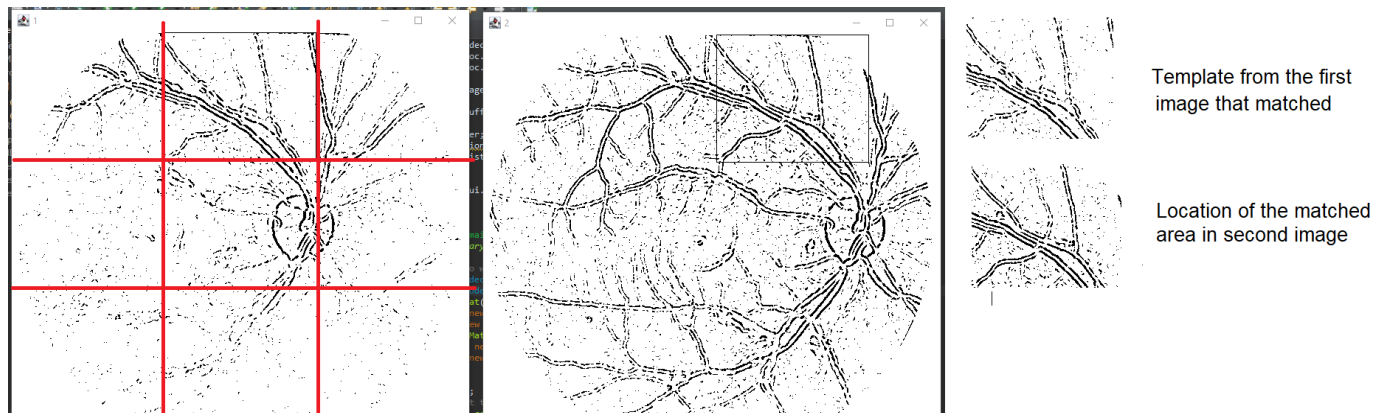 1
2
Template from the first
image that matched
Location of the matched
area in second image